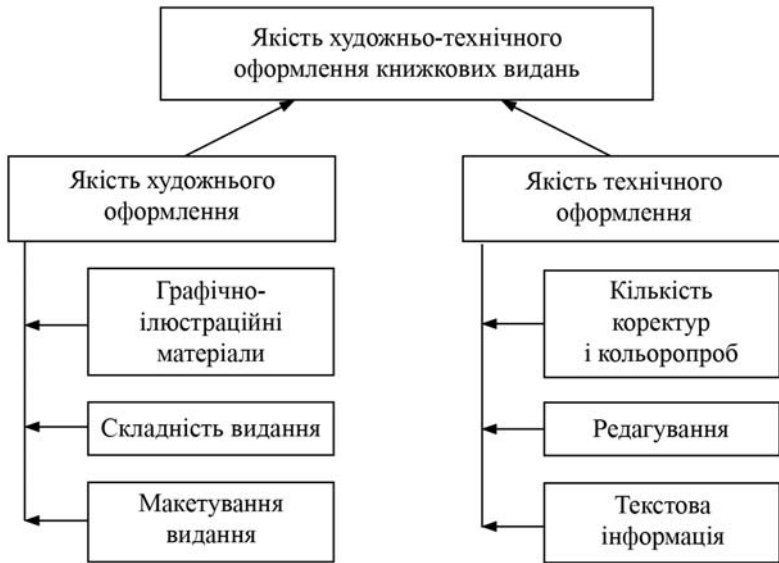 Якість художньо-технічного
оформлення книжкових видань
Якість художнього
оформлення
Якість технічного
оформлення
Графічно-
ілюстраційні
матеріали
Кількість
коректур
і кольоропроб
Складність видання
Редагування
Макетування
видання
Текстова
інформація